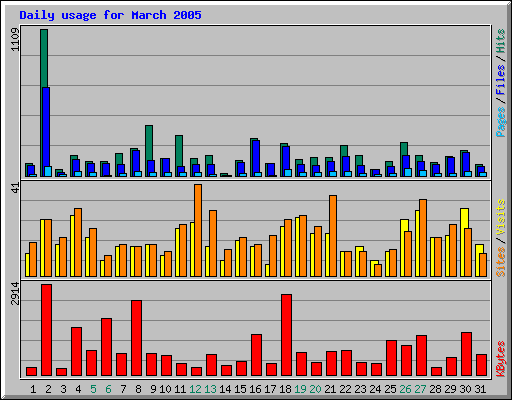 Daily usage for March 2005
1109
Pages / Files / Hits
41
Sites / Visits
2914
KBytes
1 2 3 4 5 6 7 8 9 10 11 12 13 14 15 16 17 18 19 20 21 22 23 24 25 26 27 28 29 30 31